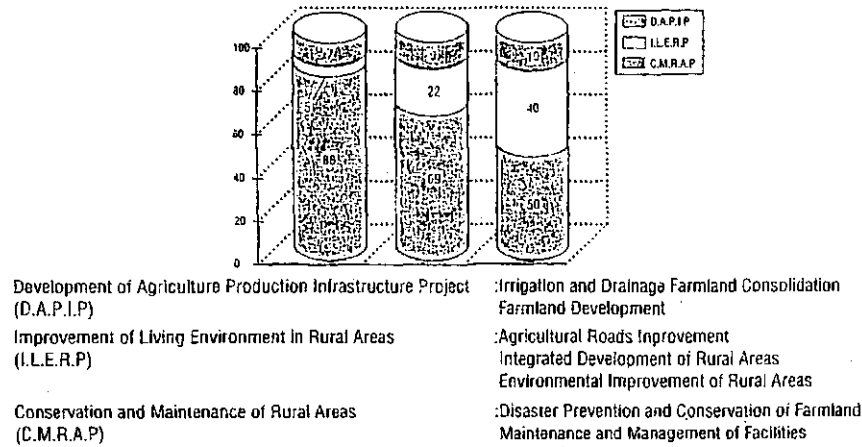 D.A.P.I.P
I.L.E.R.P
C.M.R.A.P
100
80
60
40
20
0
22
40
69
50
Development of Agriculture Production Infrastructure Project
(D.A.P.I.P)
:Irrigation and Drainage Farmland Consolidation
Farmland Development
Improvement of Living Environment in Rural Areas
(I.L.E.R.P)
:Agricultural Roads Inprovement
Integrated Development of Rural Areas
Environmental Improvement of Rural Areas
Conservation and Maintenance of Rural Areas
(C.M.R.A.P)
:Disaster Prevention and Conservation of Farmland
Maintenance and Management of Facilities